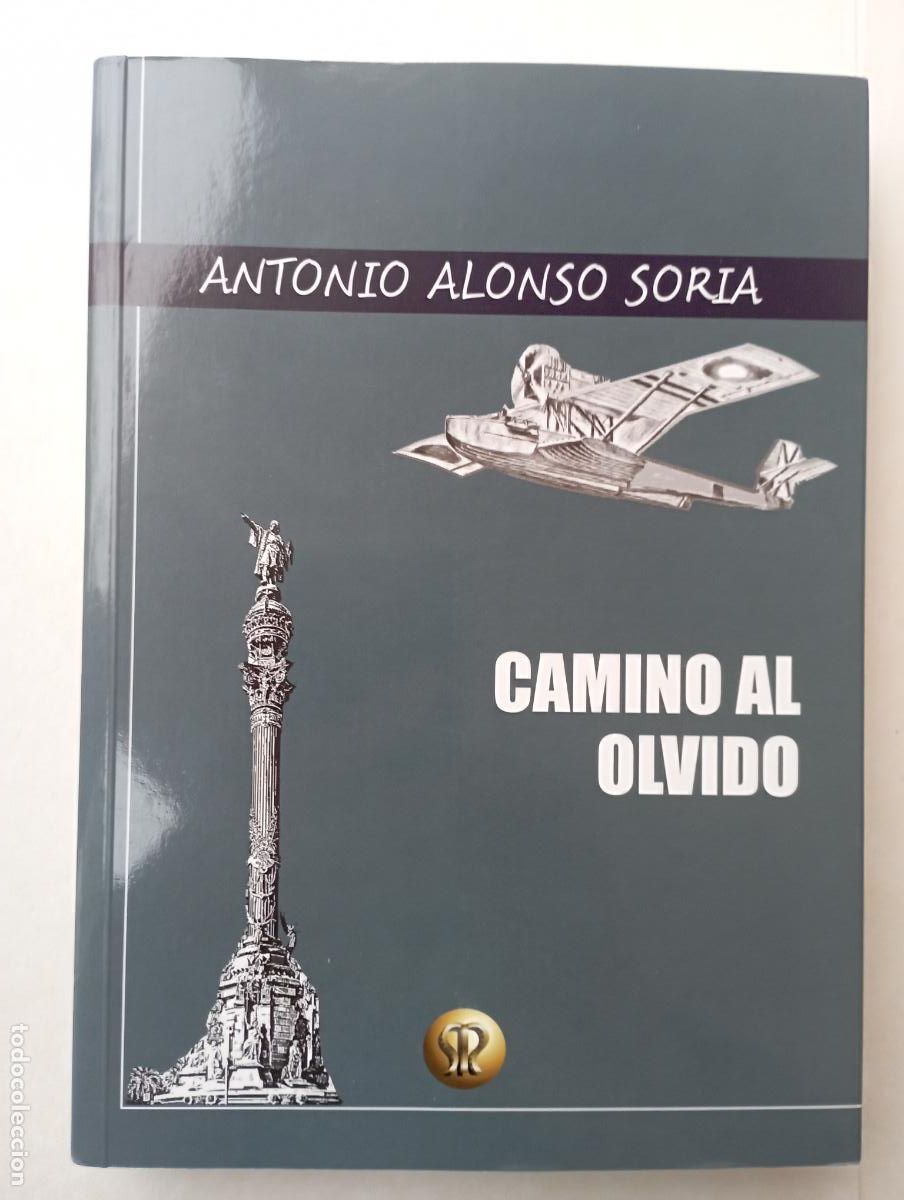 ANTONIO ALONSO SORIA
CAMINO AL
OLVIDO
todocoleccion